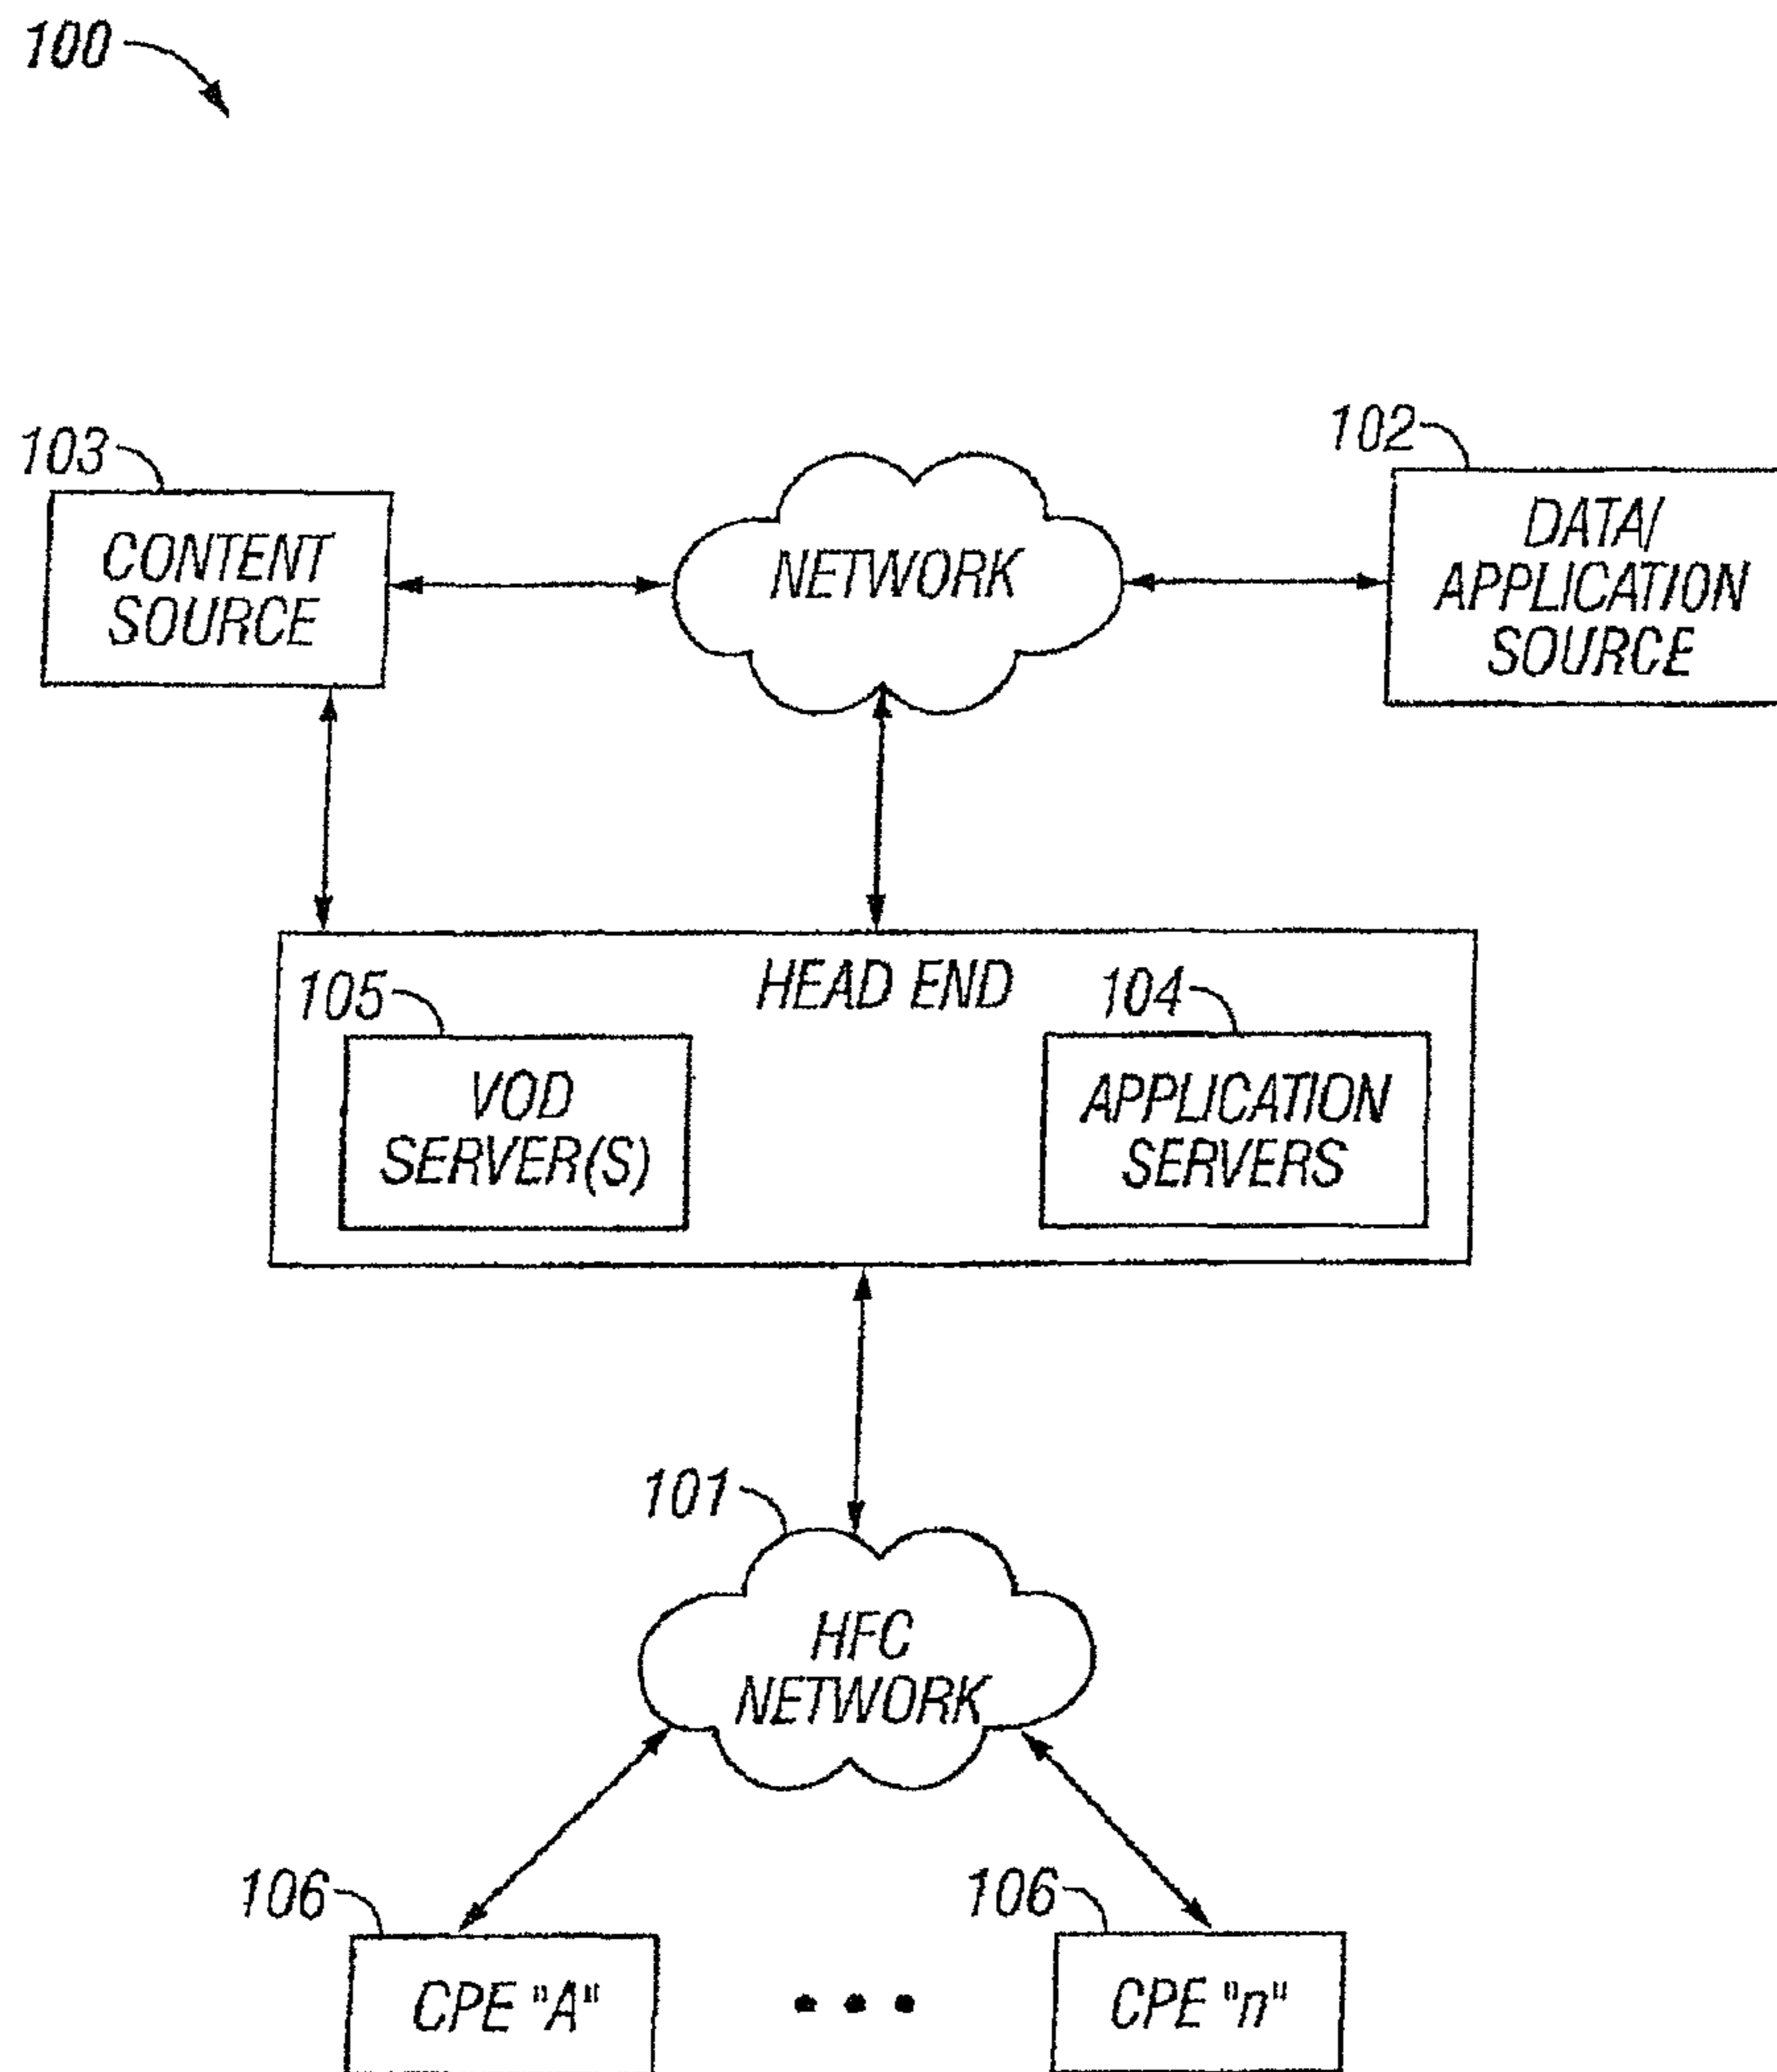 100
103
102
CONTENT
SOURCE
NETWORK
DATA/
APPLICATION
SOURCE
HEAD END
105
104
VOD
SERVER(S)
APPLICATION
SERVERS
101
HFC
NETWORK
106
106
CPE "A"
CPE "n"